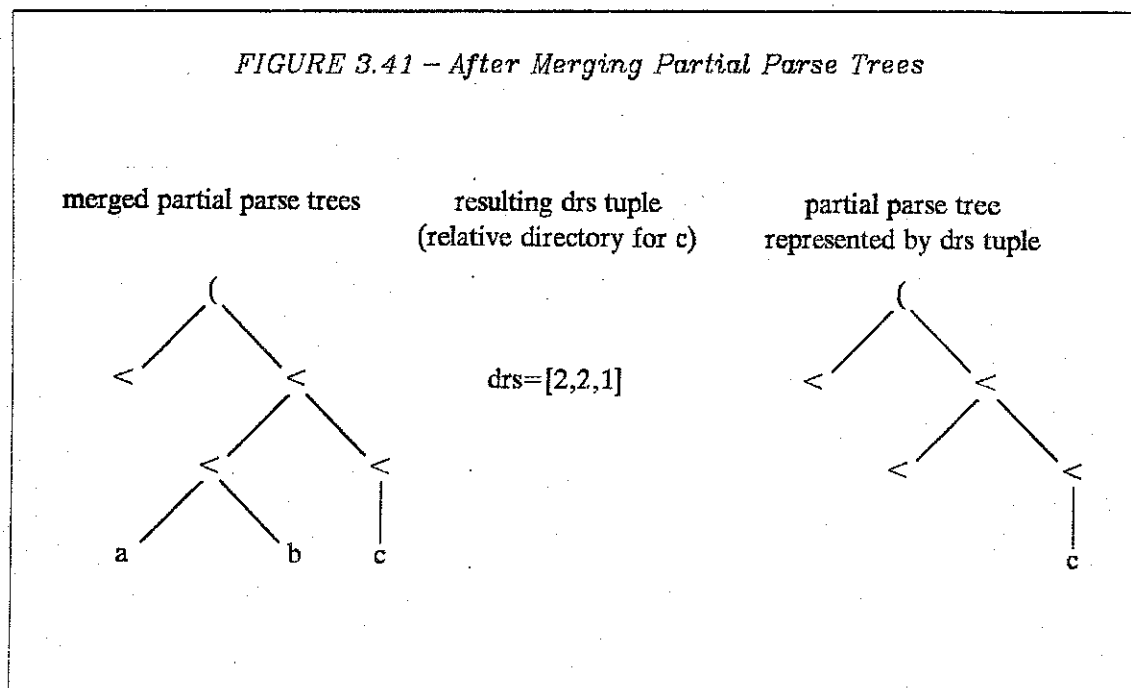 FIGURE 3.41 – After Merging Partial Parse Trees
merged partial parse trees
resulting drs tuple
(relative directory for c)
partial parse tree
represented by drs tuple
(
<
<
<
<
a
b
c
drs=[2,2,1]
(
<
<
<
<
c